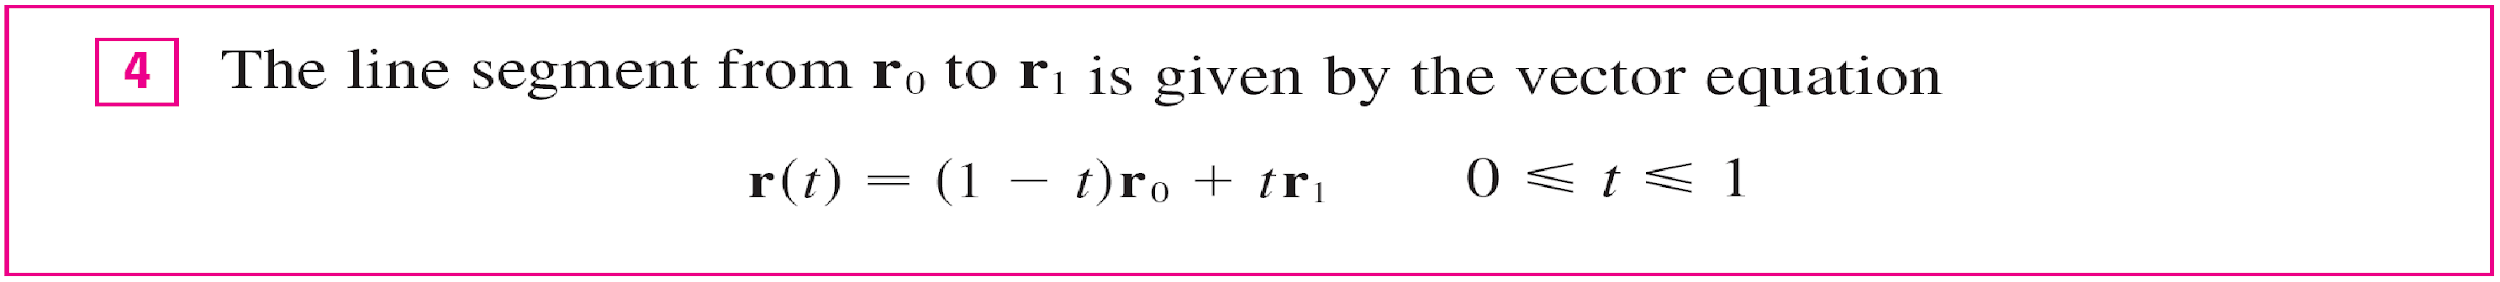 4 The line segment from r₀ to r₁ is given by the vector equation
r(t) = (1 − t)r₀ + tr₁ 0 ⩽ t ⩽ 1